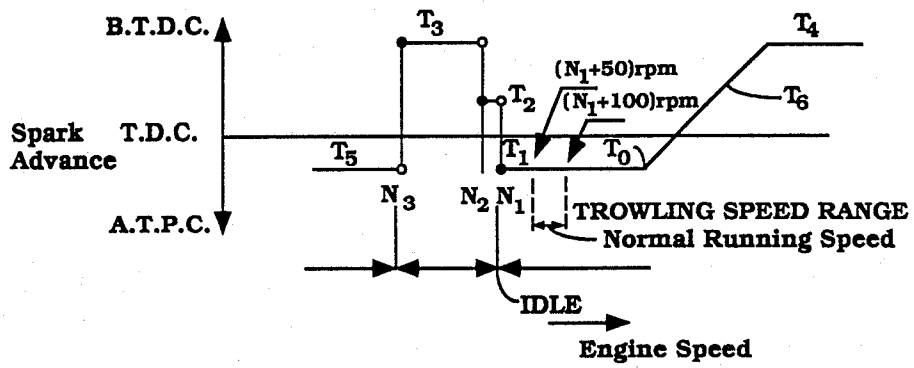 B.T.D.C.
T3
T4
(N1+50)rpm
T2
(N1+100)rpm
T6
Spark
Advance
T.D.C.
T5
T1
T0
N3
N2
N1
TROWLING SPEED RANGE
Normal Running Speed
A.T.P.C.
IDLE
Engine Speed